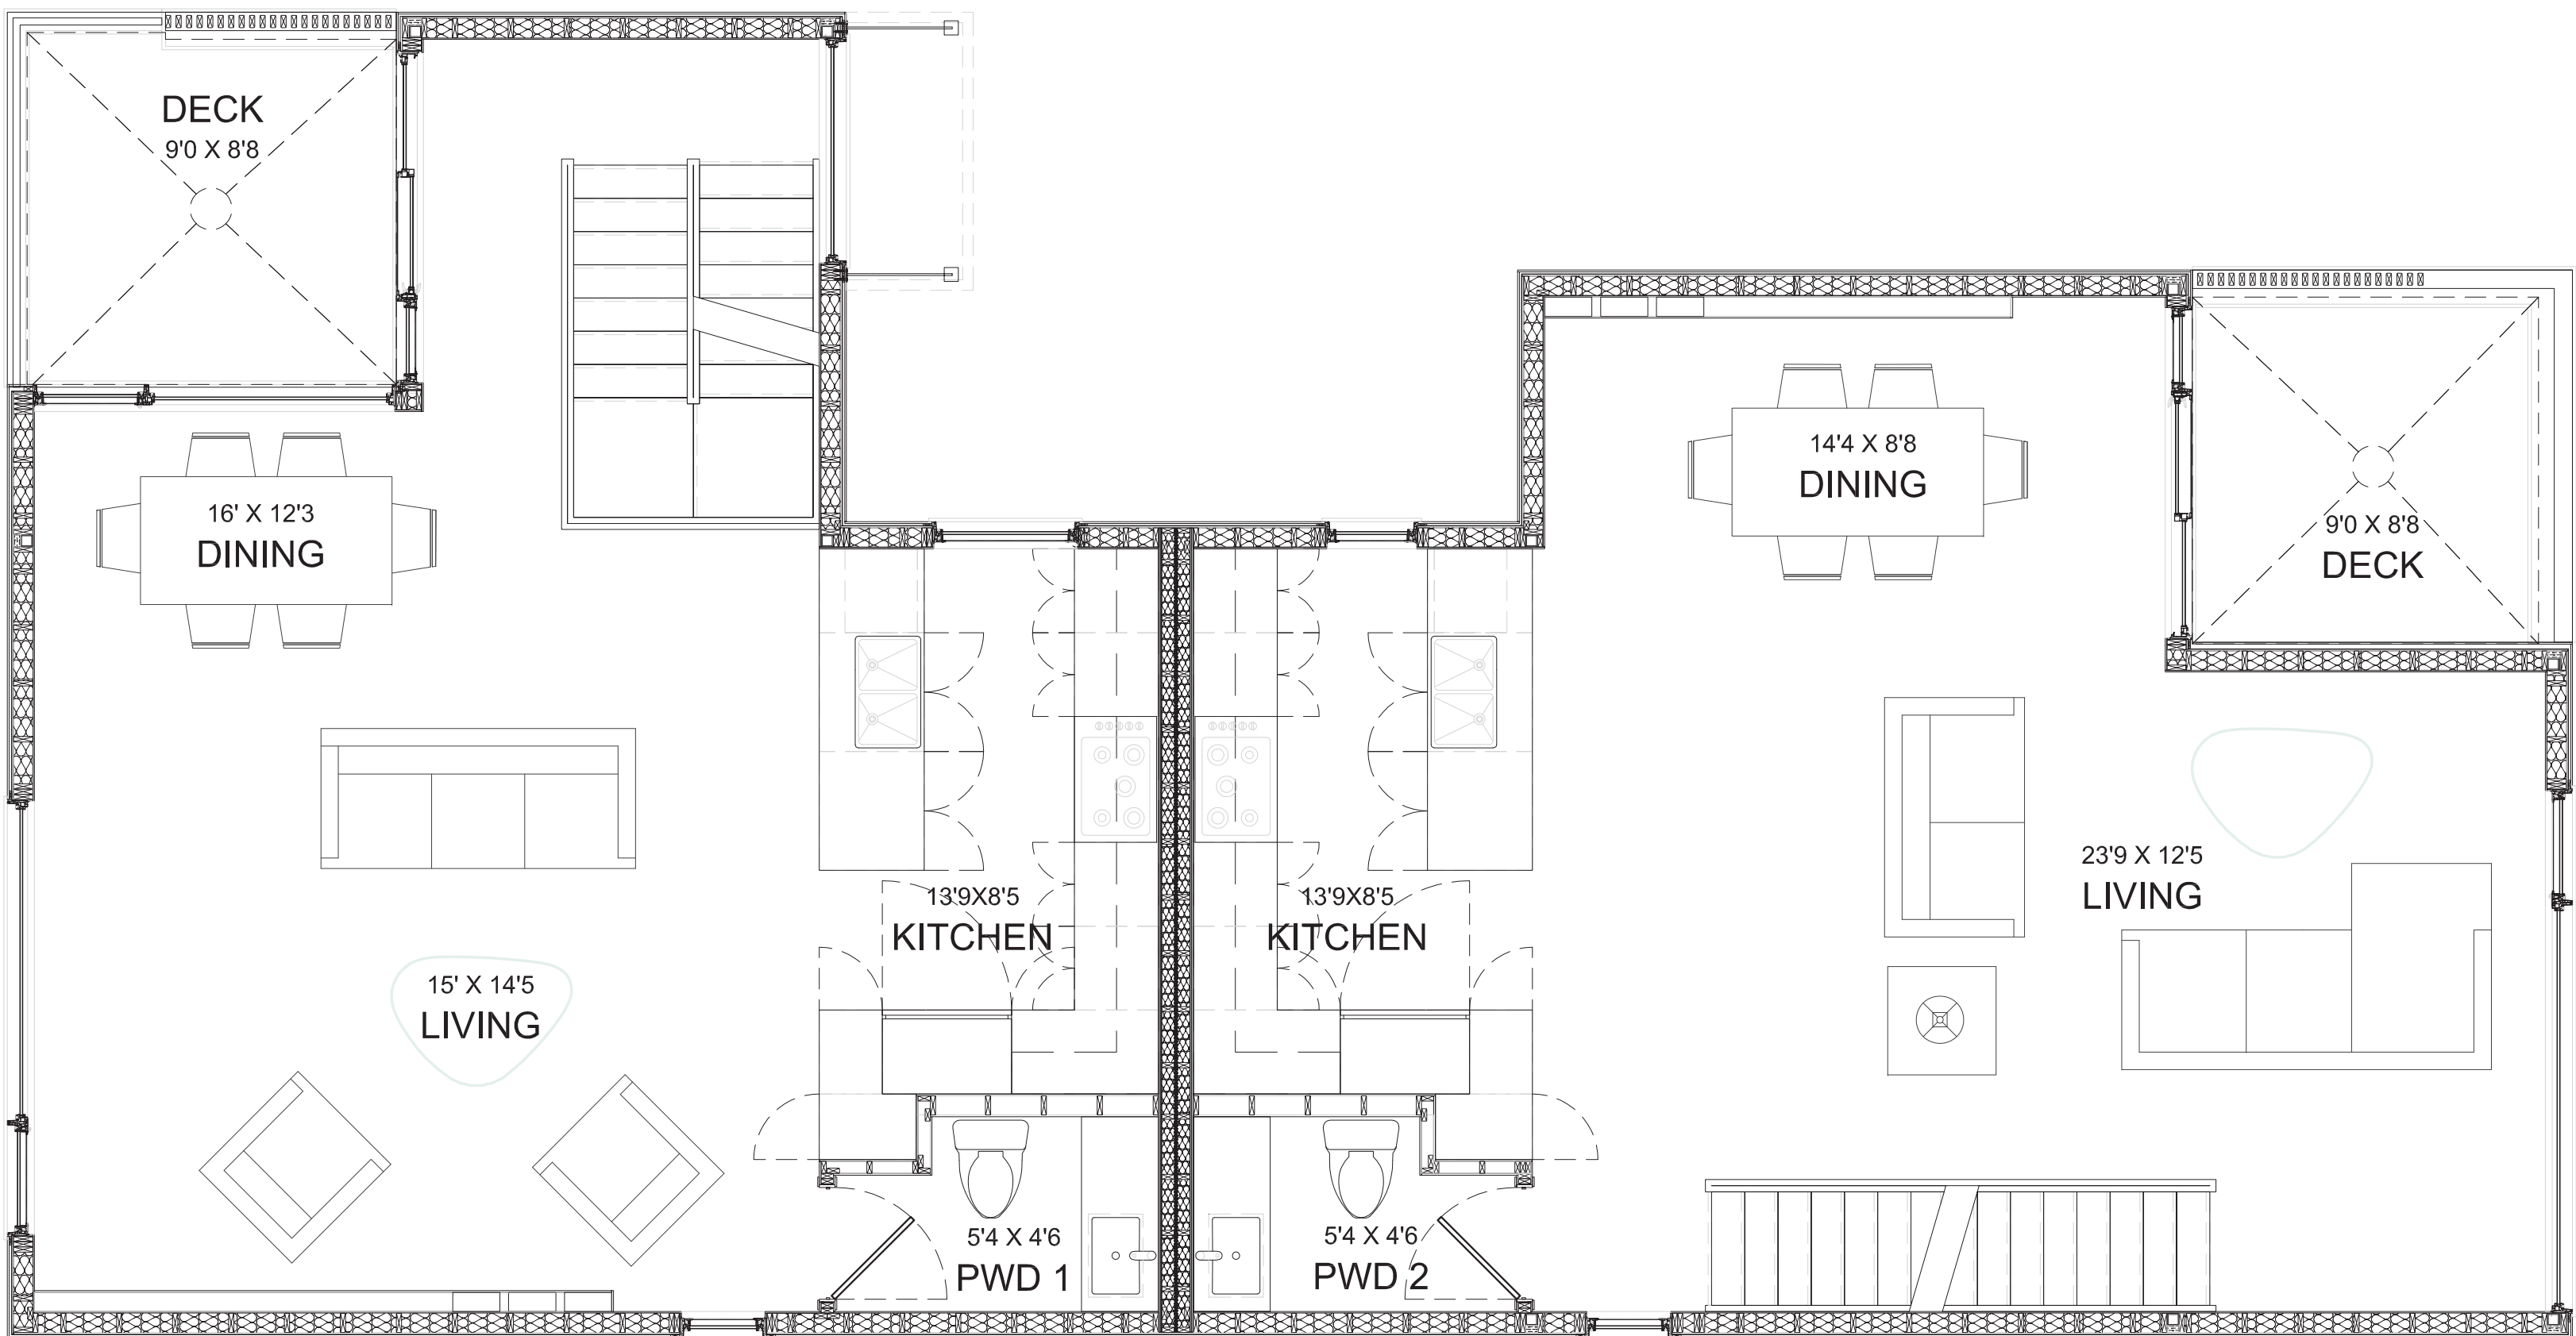 DECK
9'0 X 8'8
16' X 12'3
DINING
14'4 X 8'8
DINING
9'0 X 8'8
DECK
13'9X8'5
KITCHEN
13'9X8'5
KITCHEN
23'9 X 12'5
LIVING
15' X 14'5
LIVING
5'4 X 4'6
PWD 1
5'4 X 4'6
PWD 2